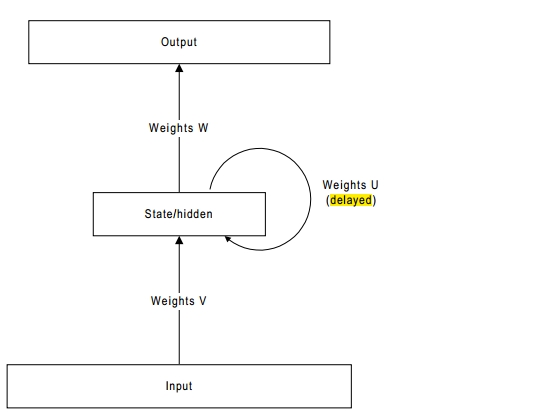 Output
Weights W
Weights U
(delayed)
State/hidden
Weights V
Input